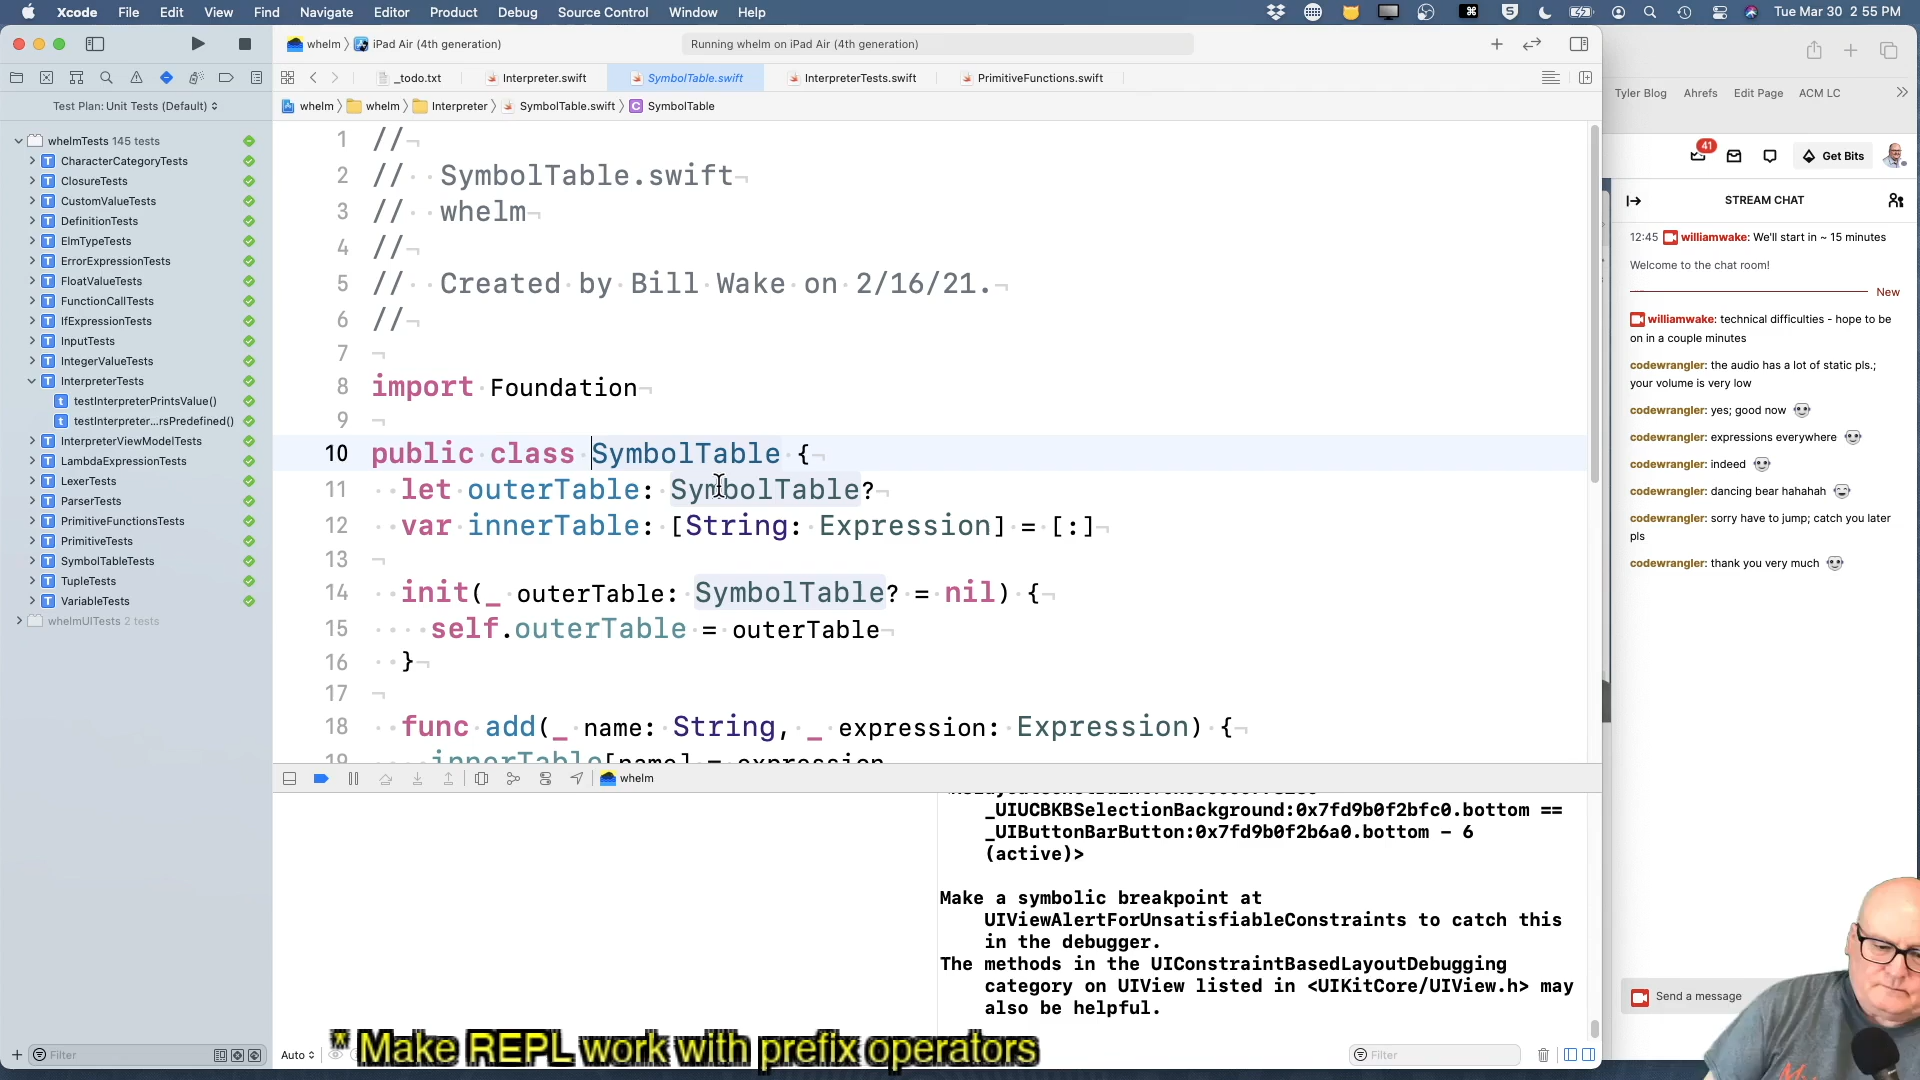 Xcode File Edit View Find Navigate Editor Product Debug Source Control Window Help
Tue Mar 30 2 55 PM
whelm iPad Air (4th generation)
Running whelm on iPad Air (4th generation)
_todo.txt Interpreter.swift SymbolTable.swift InterpreterTests.swift PrimitiveFunctions.swift
Test Plan: Unit Tests (Default)
whelm whelm Interpreter SymbolTable.swift SymbolTable
whelmTests 145 tests
CharacterCategoryTests
ClosureTests
CustomValueTests
DefinitionTests
ElmTypeTests
ErrorExpressionTests
FloatValueTests
FunctionCallTests
IfExpressionTests
InputTests
IntegerValueTests
InterpreterTests
testInterpreterPrintsValue()
testInterpreter...rsPredefined()
InterpreterViewModelTests
LambdaExpressionTests
LexerTests
ParserTests
PrimitiveFunctionsTests
PrimitiveTests
SymbolTableTests
TupleTests
VariableTests
whelmUITests 2 tests
Filter
1 //
2 // SymbolTable.swift
3 // whelm
4 //
5 // Created by Bill Wake on 2/16/21.
6 //
7
8 import Foundation
9
10 public class SymbolTable {
11 let outerTable: SymbolTable?
12 var innerTable: [String: Expression] = [:]
13
14 init(_ outerTable: SymbolTable? = nil) {
15 self.outerTable = outerTable
16 }
17
18 func add(_ name: String, _ expression: Expression) {
19 innerTable[name] = expression
whelm
_UIUCBKBSelectionBackground:0x7fd9b0f2bfc0.bottom ==
_UIButtonBarButton:0x7fd9b0f2b6a0.bottom - 6
(active)>
Make a symbolic breakpoint at
UIViewAlertForUnsatisfiableConstraints to catch this
in the debugger.
The methods in the UIConstraintBasedLayoutDebugging
category on UIView listed in <UIKitCore/UIView.h> may
also be helpful.
Auto
Filter
* Make REPL work with prefix operators
Tyler Blog Ahrefs Edit Page ACM LC
41
Get Bits
STREAM CHAT
12:45 williamwake: We'll start in ~ 15 minutes
Welcome to the chat room!
New
williamwake: technical difficulties - hope to be
on in a couple minutes
codewrangler: the audio has a lot of static pls.;
your volume is very low
codewrangler: yes; good now
codewrangler: expressions everywhere
codewrangler: indeed
codewrangler: dancing bear hahahah
codewrangler: sorry have to jump; catch you later
pls
codewrangler: thank you very much
Send a message